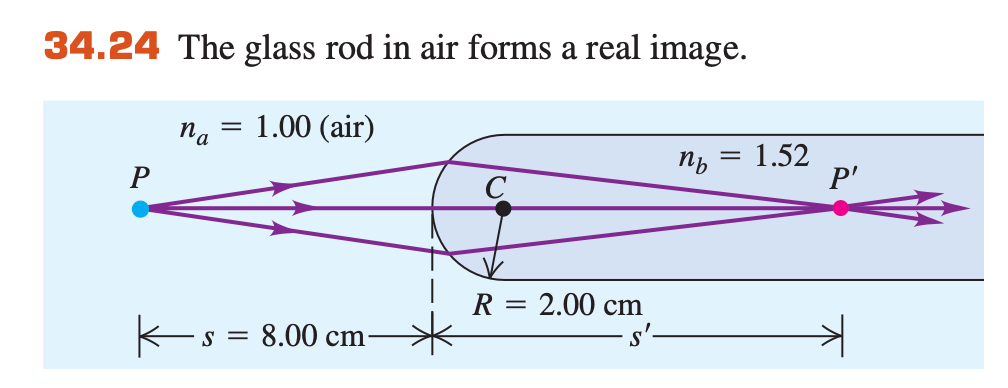 34.24 The glass rod in air forms a real image.
nₐ = 1.00 (air)
n_b = 1.52
P
P′
C
R = 2.00 cm
s = 8.00 cm
s′